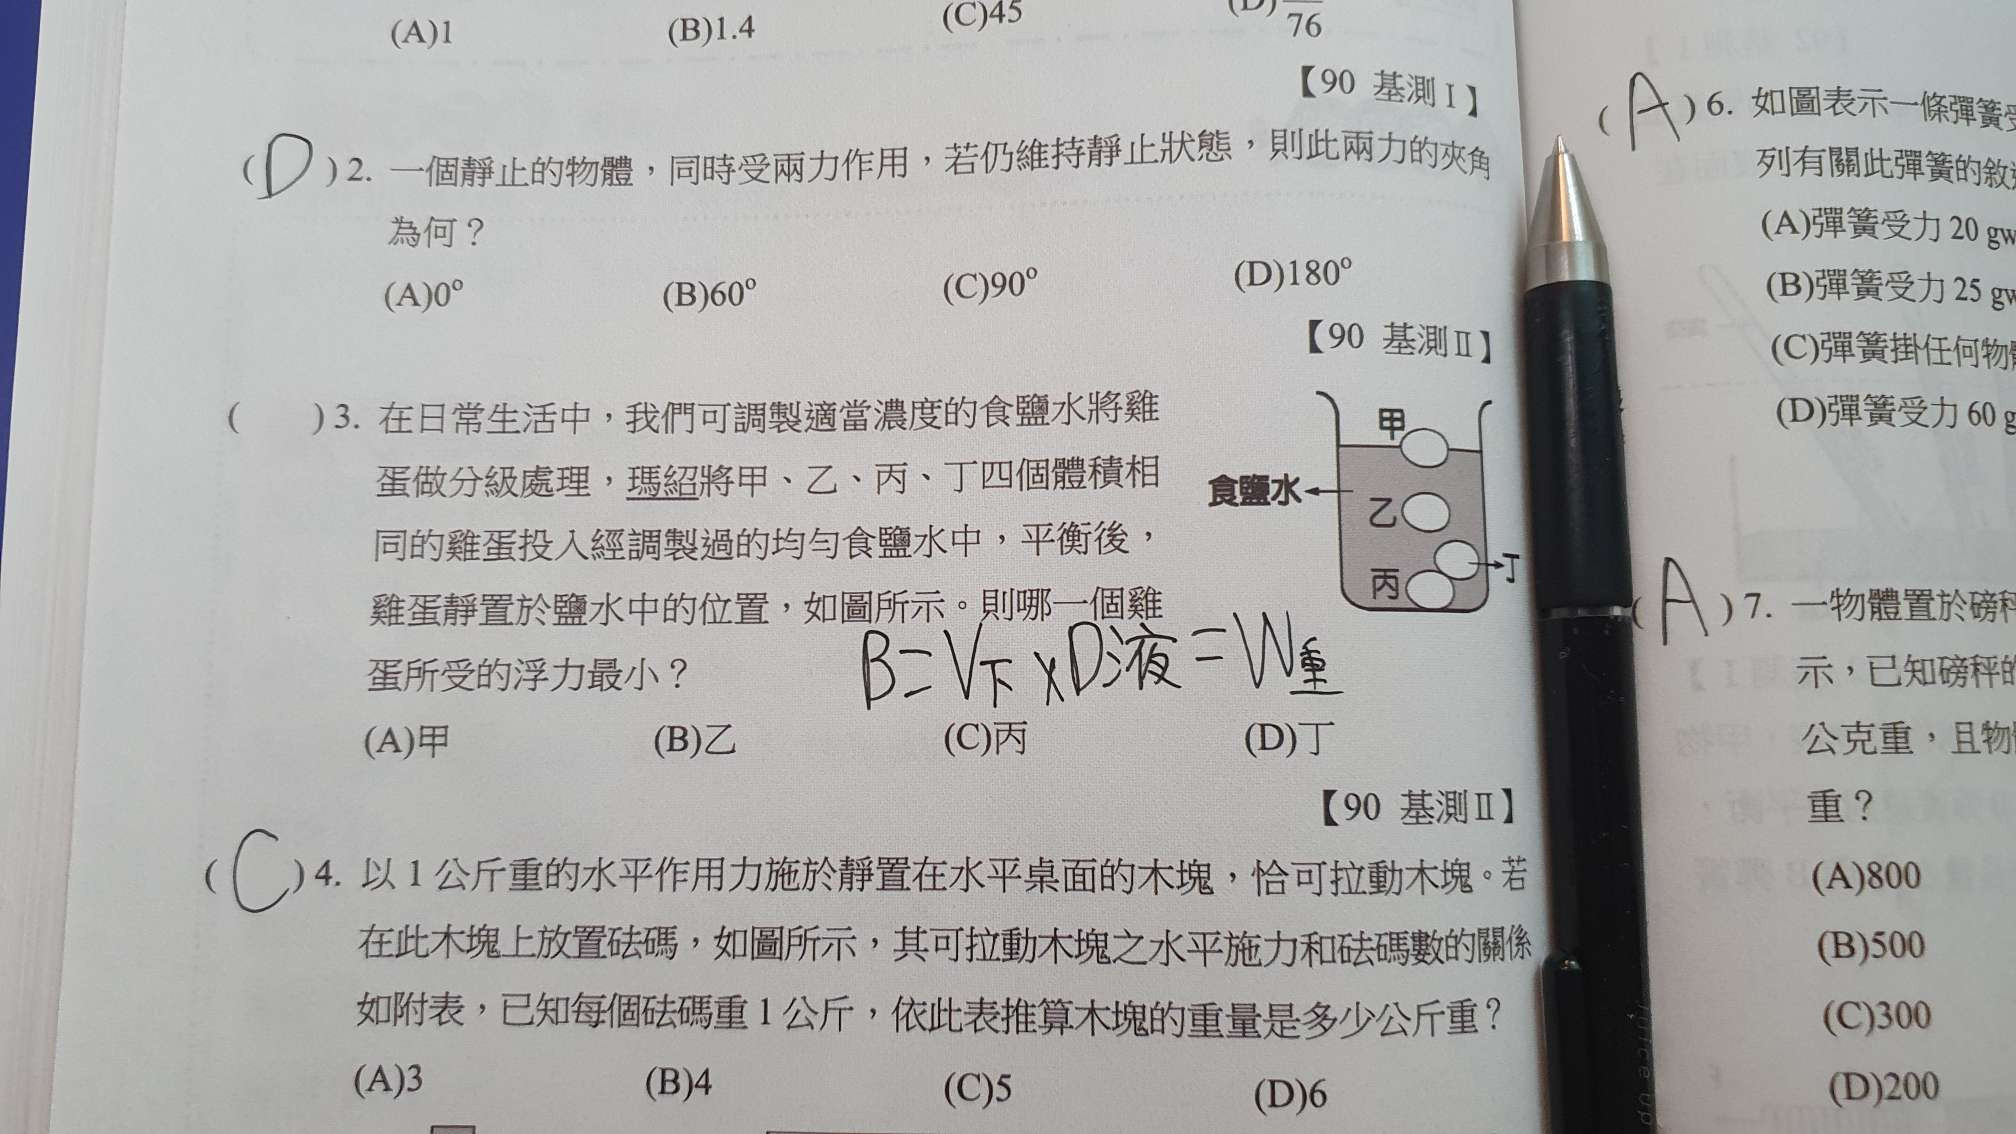 (A)1 (B)1.4 (C)45 (D) 76
【90 基測Ⅰ】
(D)2. 一個靜止的物體，同時受兩力作用，若仍維持靜止狀態，則此兩力的夾角
為何？
(A)0° (B)60° (C)90° (D)180°
【90 基測Ⅱ】
( )3. 在日常生活中，我們可調製適當濃度的食鹽水將雞
蛋做分級處理，瑪紹將甲、乙、丙、丁四個體積相
同的雞蛋投入經調製過的均勻食鹽水中，平衡後，
雞蛋靜置於鹽水中的位置，如圖所示。則哪一個雞
蛋所受的浮力最小？
甲
食鹽水
乙
丁
丙
B=V下×D液=W重
(A)甲 (B)乙 (C)丙 (D)丁
【90 基測Ⅱ】
(C)4. 以 1 公斤重的水平作用力施於靜置在水平桌面的木塊，恰可拉動木塊。若
在此木塊上放置砝碼，如圖所示，其可拉動木塊之水平施力和砝碼數的關係
如附表，已知每個砝碼重 1 公斤，依此表推算木塊的重量是多少公斤重？
(A)3 (B)4 (C)5 (D)6
(A)6. 如圖表示一條彈簧受
列有關此彈簧的敘述
(A)彈簧受力 20 gw
(B)彈簧受力 25 gw
(C)彈簧掛任何物體
(D)彈簧受力 60 g
(A)7. 一物體置於磅秤
示，已知磅秤的
公克重，且物體
重？
(A)800
(B)500
(C)300
(D)200
juice up